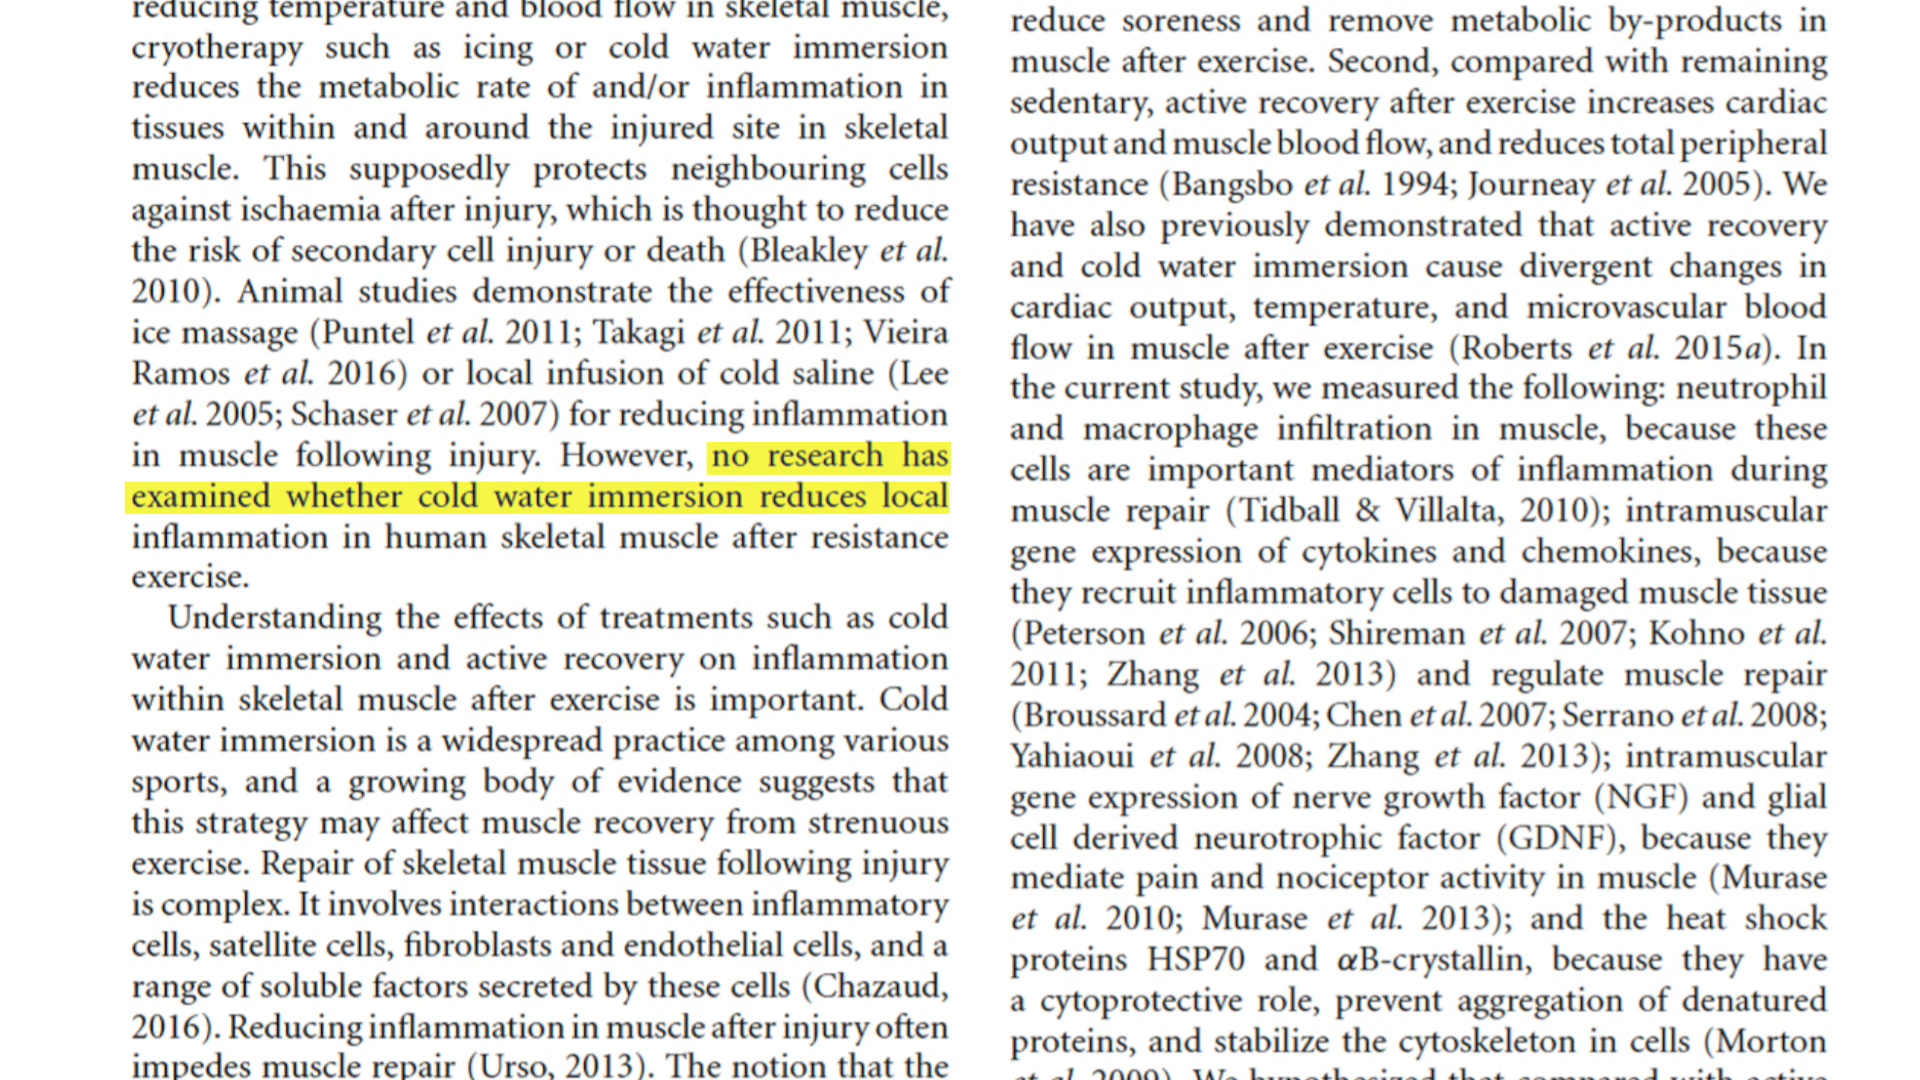 reducing temperature and blood flow in skeletal muscle,
cryotherapy such as icing or cold water immersion
reduces the metabolic rate of and/or inflammation in
tissues within and around the injured site in skeletal
muscle. This supposedly protects neighbouring cells
against ischaemia after injury, which is thought to reduce
the risk of secondary cell injury or death (Bleakley et al.
2010). Animal studies demonstrate the effectiveness of
ice massage (Puntel et al. 2011; Takagi et al. 2011; Vieira
Ramos et al. 2016) or local infusion of cold saline (Lee
et al. 2005; Schaser et al. 2007) for reducing inflammation
in muscle following injury. However, no research has
examined whether cold water immersion reduces local
inflammation in human skeletal muscle after resistance
exercise.
Understanding the effects of treatments such as cold
water immersion and active recovery on inflammation
within skeletal muscle after exercise is important. Cold
water immersion is a widespread practice among various
sports, and a growing body of evidence suggests that
this strategy may affect muscle recovery from strenuous
exercise. Repair of skeletal muscle tissue following injury
is complex. It involves interactions between inflammatory
cells, satellite cells, fibroblasts and endothelial cells, and a
range of soluble factors secreted by these cells (Chazaud,
2016). Reducing inflammation in muscle after injury often
impedes muscle repair (Urso, 2013). The notion that the
reduce soreness and remove metabolic by-products in
muscle after exercise. Second, compared with remaining
sedentary, active recovery after exercise increases cardiac
output and muscle blood flow, and reduces total peripheral
resistance (Bangsbo et al. 1994; Journeay et al. 2005). We
have also previously demonstrated that active recovery
and cold water immersion cause divergent changes in
cardiac output, temperature, and microvascular blood
flow in muscle after exercise (Roberts et al. 2015a). In
the current study, we measured the following: neutrophil
and macrophage infiltration in muscle, because these
cells are important mediators of inflammation during
muscle repair (Tidball & Villalta, 2010); intramuscular
gene expression of cytokines and chemokines, because
they recruit inflammatory cells to damaged muscle tissue
(Peterson et al. 2006; Shireman et al. 2007; Kohno et al.
2011; Zhang et al. 2013) and regulate muscle repair
(Broussard et al. 2004; Chen et al. 2007; Serrano et al. 2008;
Yahiaoui et al. 2008; Zhang et al. 2013); intramuscular
gene expression of nerve growth factor (NGF) and glial
cell derived neurotrophic factor (GDNF), because they
mediate pain and nociceptor activity in muscle (Murase
et al. 2010; Murase et al. 2013); and the heat shock
proteins HSP70 and αB-crystallin, because they have
a cytoprotective role, prevent aggregation of denatured
proteins, and stabilize the cytoskeleton in cells (Morton
et al. 2009). We hypothesized that compared with active